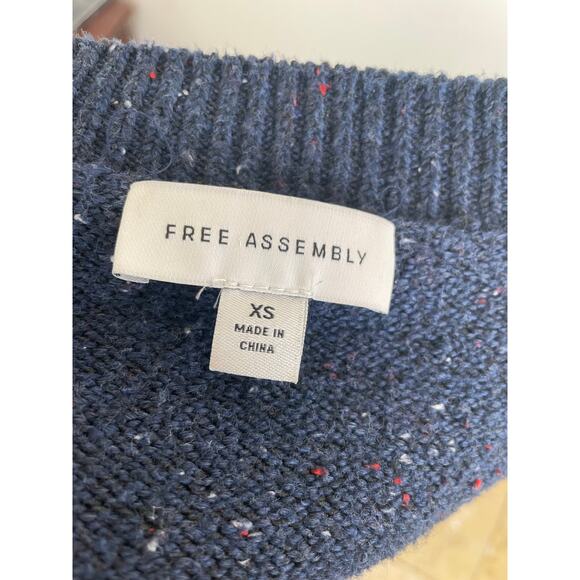 FREE ASSEMBLY
XS
MADE IN
CHINA